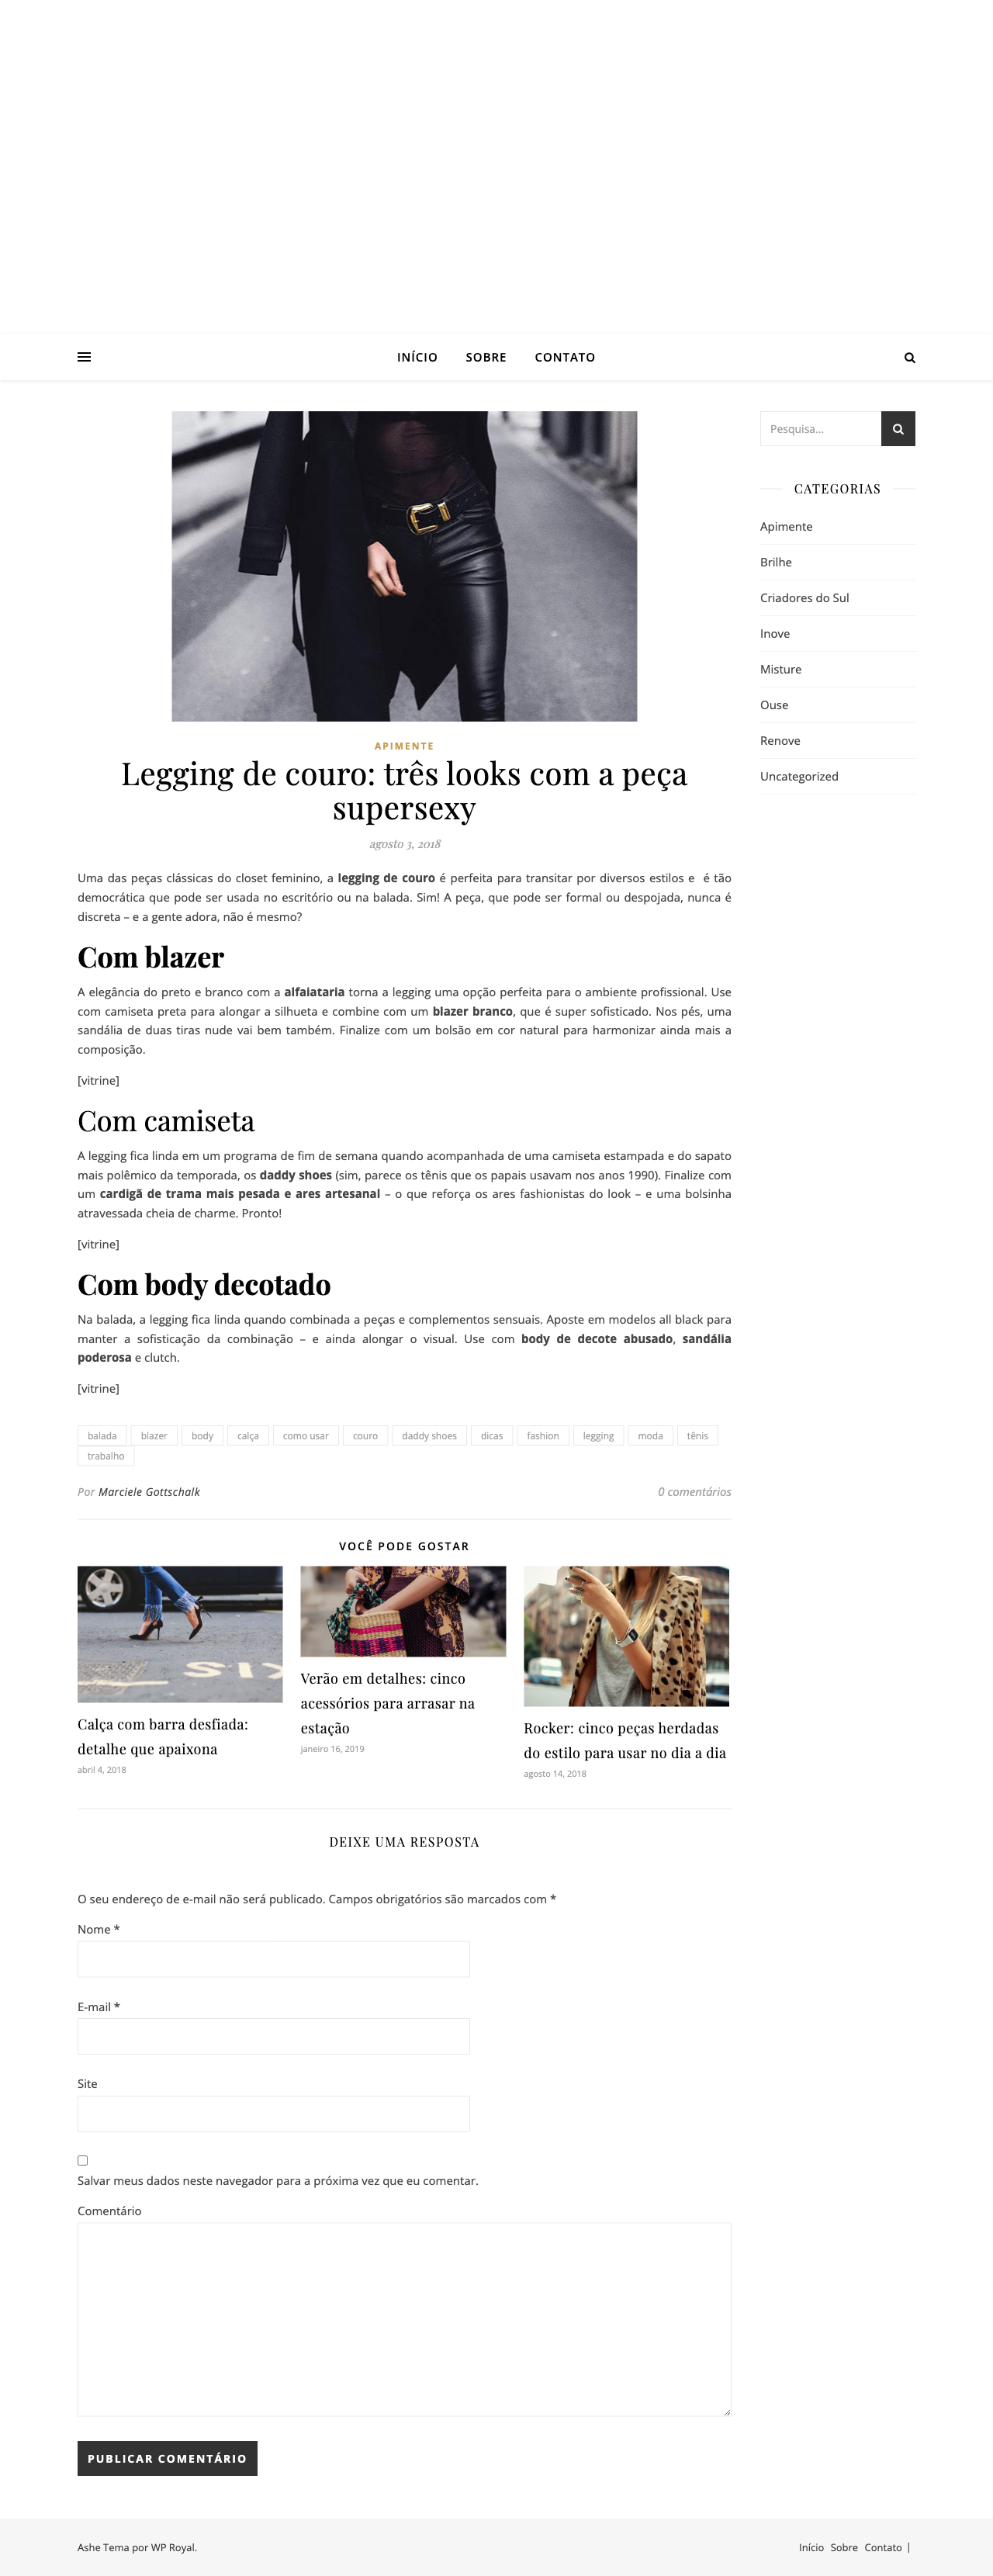 INÍCIO SOBRE CONTATO
APIMENTE
Legging de couro: três looks com a peça
supersexy
agosto 3, 2018
Uma das peças clássicas do closet feminino, a legging de couro é perfeita para transitar por diversos estilos e é tão
democrática que pode ser usada no escritório ou na balada. Sim! A peça, que pode ser formal ou despojada, nunca é
discreta – e a gente adora, não é mesmo?
Com blazer
A elegância do preto e branco com a alfaiataria torna a legging uma opção perfeita para o ambiente profissional. Use
com camiseta preta para alongar a silhueta e combine com um blazer branco, que é super sofisticado. Nos pés, uma
sandália de duas tiras nude vai bem também. Finalize com um bolsão em cor natural para harmonizar ainda mais a
composição.
[vitrine]
Com camiseta
A legging fica linda em um programa de fim de semana quando acompanhada de uma camiseta estampada e do sapato
mais polêmico da temporada, os daddy shoes (sim, parece os tênis que os papais usavam nos anos 1990). Finalize com
um cardigã de trama mais pesada e ares artesanal – o que reforça os ares fashionistas do look – e uma bolsinha
atravessada cheia de charme. Pronto!
[vitrine]
Com body decotado
Na balada, a legging fica linda quando combinada a peças e complementos sensuais. Aposte em modelos all black para
manter a sofisticação da combinação – e ainda alongar o visual. Use com body de decote abusado, sandália
poderosa e clutch.
[vitrine]
balada blazer body calça como usar couro daddy shoes dicas fashion legging moda tênis
trabalho
Por Marciele Gottschalk 0 comentários
VOCÊ PODE GOSTAR
Calça com barra desfiada:
detalhe que apaixona
abril 4, 2018
Verão em detalhes: cinco
acessórios para arrasar na
estação
janeiro 16, 2019
Rocker: cinco peças herdadas
do estilo para usar no dia a dia
agosto 14, 2018
DEIXE UMA RESPOSTA
O seu endereço de e-mail não será publicado. Campos obrigatórios são marcados com *
Nome *
E-mail *
Site
Salvar meus dados neste navegador para a próxima vez que eu comentar.
Comentário
PUBLICAR COMENTÁRIO
Pesquisa...
CATEGORIAS
Apimente
Brilhe
Criadores do Sul
Inove
Misture
Ouse
Renove
Uncategorized
Ashe Tema por WP Royal.
Início Sobre Contato |